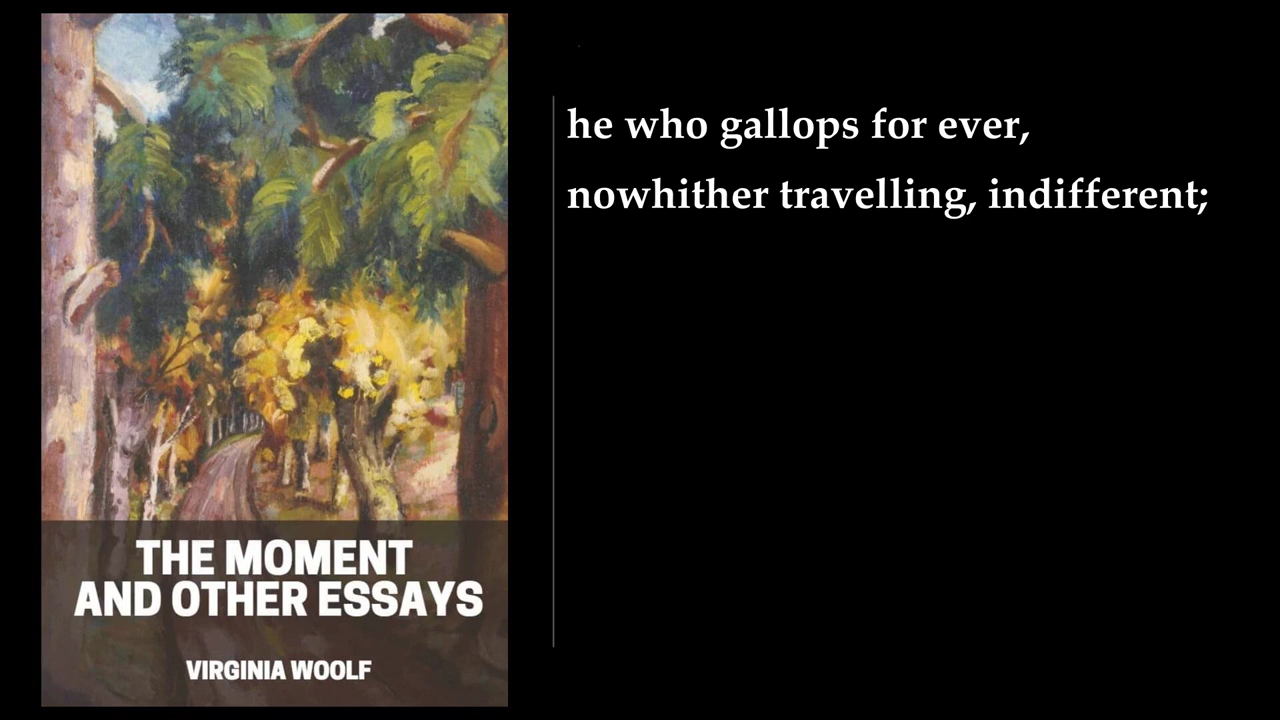 he who gallops for ever,
nowhither travelling, indifferent;
THE MOMENT
AND OTHER ESSAYS
VIRGINIA WOOLF